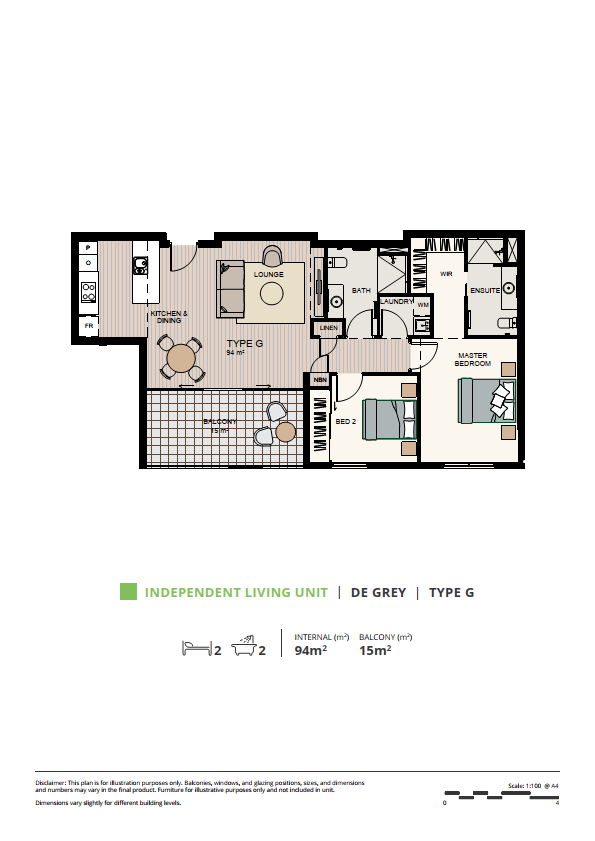 P
O
FR
LOUNGE
KITCHEN &
DINING
TYPE G
94 m²
BATH
LAUNDRY
WM
WIR
ENSUITE
LINEN
NBN
MASTER
BEDROOM
BED 2
BALCONY
15 m²
INDEPENDENT LIVING UNIT | DE GREY | TYPE G
2 2
INTERNAL (m²) BALCONY (m²)
94m² 15m²
Disclaimer: This plan is for illustration purposes only. Balconies, windows, and glazing positions, sizes, and dimensions
and numbers may vary in the final product. Furniture for illustrative purposes only and not included in unit.
Dimensions vary slightly for different building levels.
Scale: 1:100 @ A4
0 4